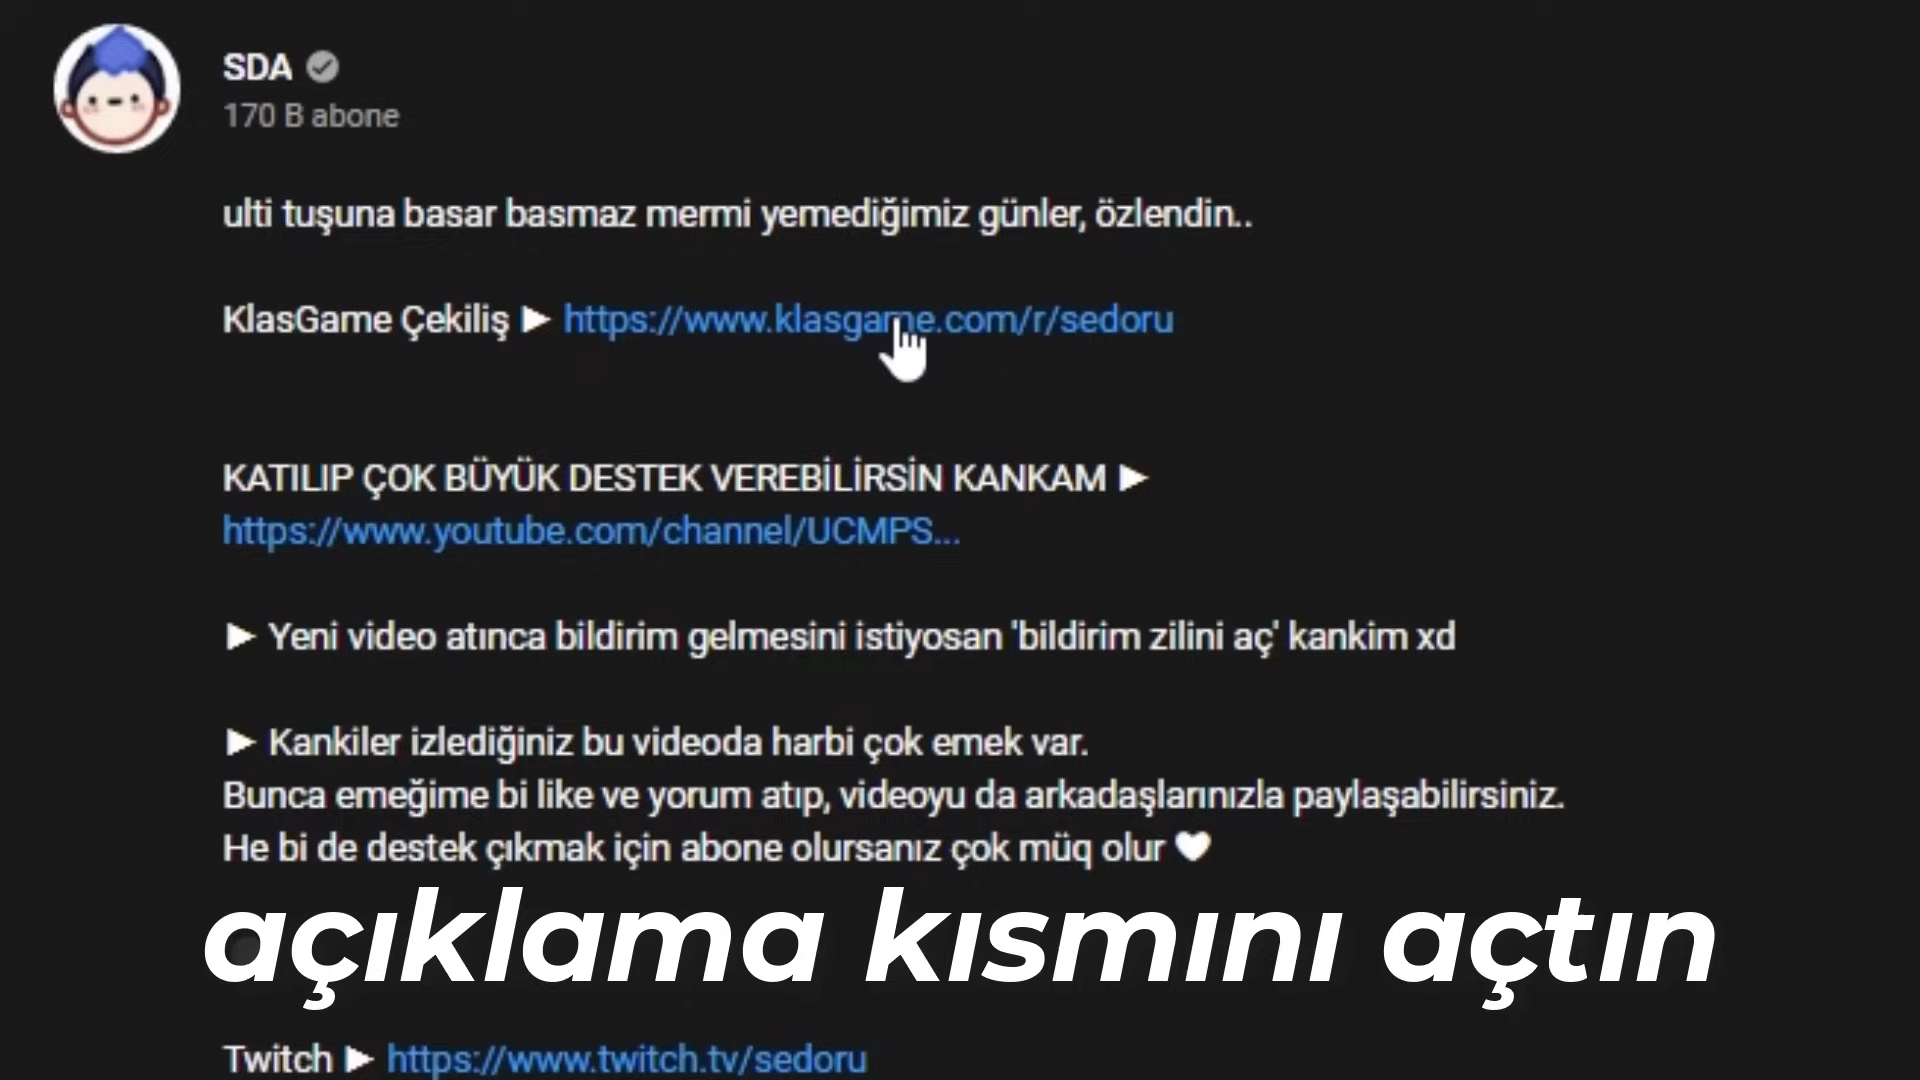 SDA
170 B abone
ulti tuşuna basar basmaz mermi yemediğimiz günler, özlendin..
KlasGame Çekiliş ► https://www.klasgame.com/r/sedoru
KATILIP ÇOK BÜYÜK DESTEK VEREBİLİRSİN KANKAM ►
https://www.youtube.com/channel/UCMPS...
► Yeni video atınca bildirim gelmesini istiyosan 'bildirim zilini aç' kankim xd
► Kankiler izlediğiniz bu videoda harbi çok emek var.
Bunca emeğime bi like ve yorum atıp, videoyu da arkadaşlarınızla paylaşabilirsiniz.
He bi de destek çıkmak için abone olursanız çok müq olur ♥
açıklama kısmını açtın
Twitch ► https://www.twitch.tv/sedoru